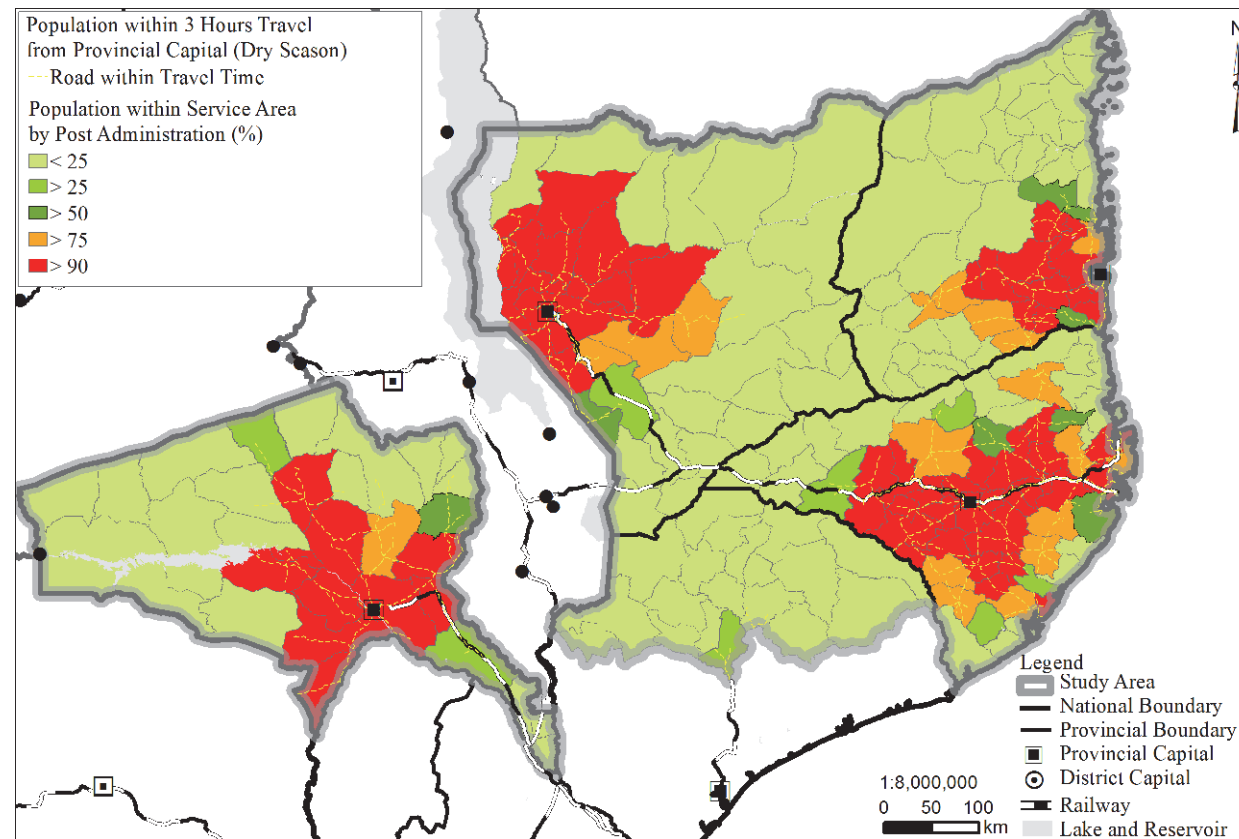 Population within 3 Hours Travel
from Provincial Capital (Dry Season)
Road within Travel Time
Population within Service Area
by Post Administration (%)
< 25
> 25
> 50
> 75
> 90
N
Legend
Study Area
National Boundary
Provincial Boundary
Provincial Capital
District Capital
Railway
Lake and Reservoir
1:8,000,000
0 50 100
km